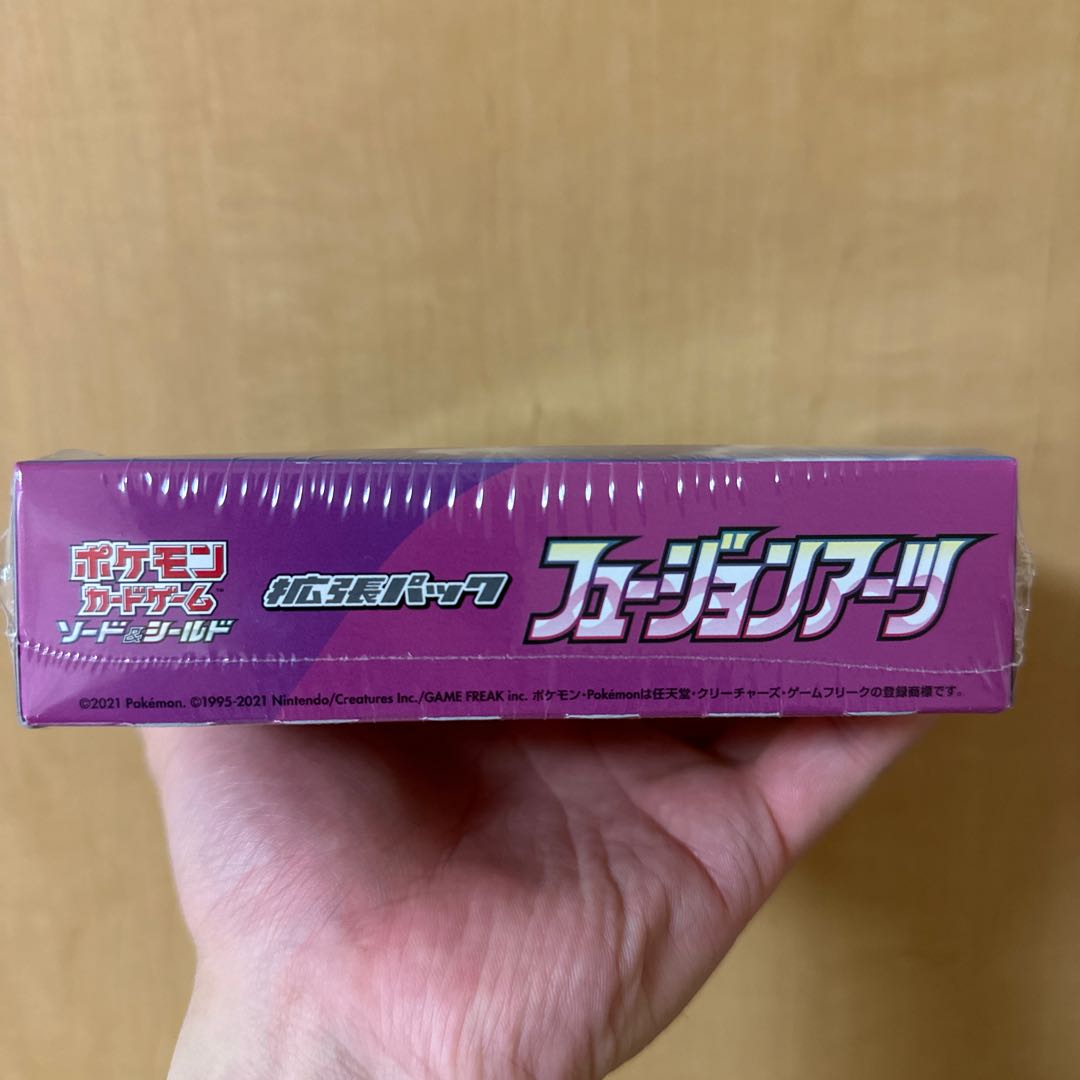 ポケモン
カードゲーム™
ソード&シールド
拡張パック
フュージョンアーツ
©2021 Pokémon. ©1995-2021 Nintendo/Creatures Inc./GAME FREAK inc. ポケモン・Pokémonは任天堂・クリーチャーズ・ゲームフリークの登録商標です。